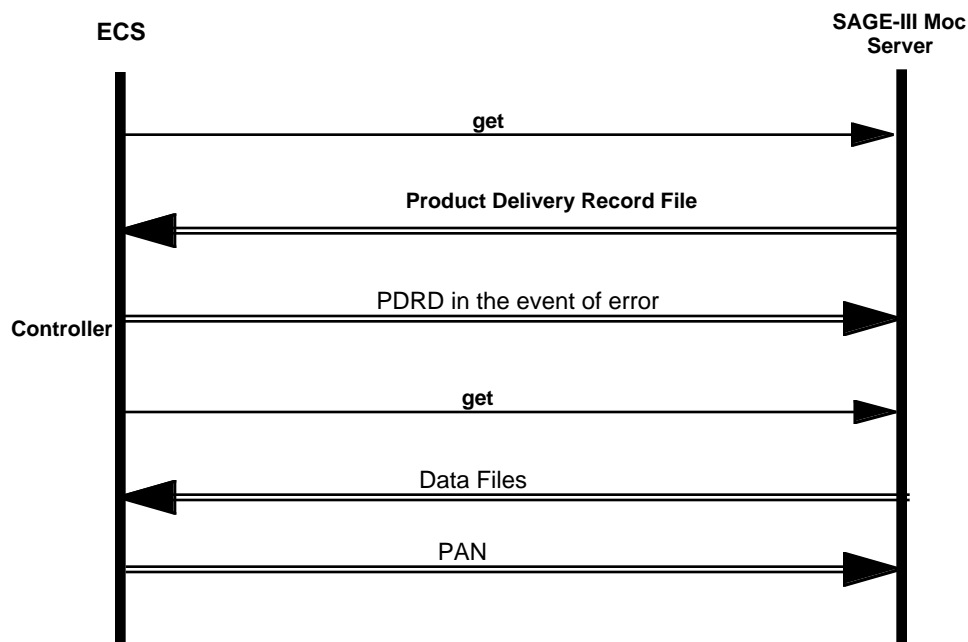 ECS
SAGE-III Moc
Server
get
Product Delivery Record File
PDRD in the event of error
Controller
get
Data Files
PAN